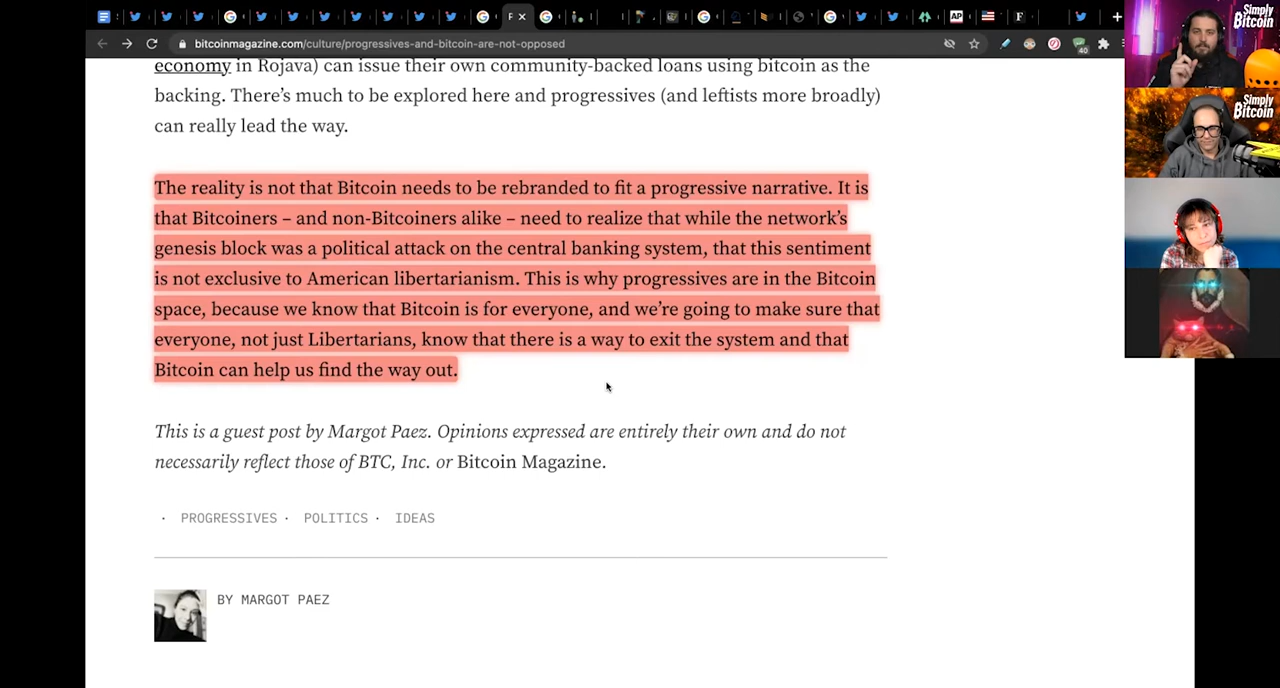 bitcoinmagazine.com/culture/progressives-and-bitcoin-are-not-opposed
40
economy in Rojava) can issue their own community-backed loans using bitcoin as the
backing. There’s much to be explored here and progressives (and leftists more broadly)
can really lead the way.
The reality is not that Bitcoin needs to be rebranded to fit a progressive narrative. It is
that Bitcoiners – and non-Bitcoiners alike – need to realize that while the network’s
genesis block was a political attack on the central banking system, that this sentiment
is not exclusive to American libertarianism. This is why progressives are in the Bitcoin
space, because we know that Bitcoin is for everyone, and we’re going to make sure that
everyone, not just Libertarians, know that there is a way to exit the system and that
Bitcoin can help us find the way out.
This is a guest post by Margot Paez. Opinions expressed are entirely their own and do not
necessarily reflect those of BTC, Inc. or Bitcoin Magazine.
· PROGRESSIVES · POLITICS · IDEAS
BY MARGOT PAEZ
Simply
Bitcoin
Simply
Bitcoin